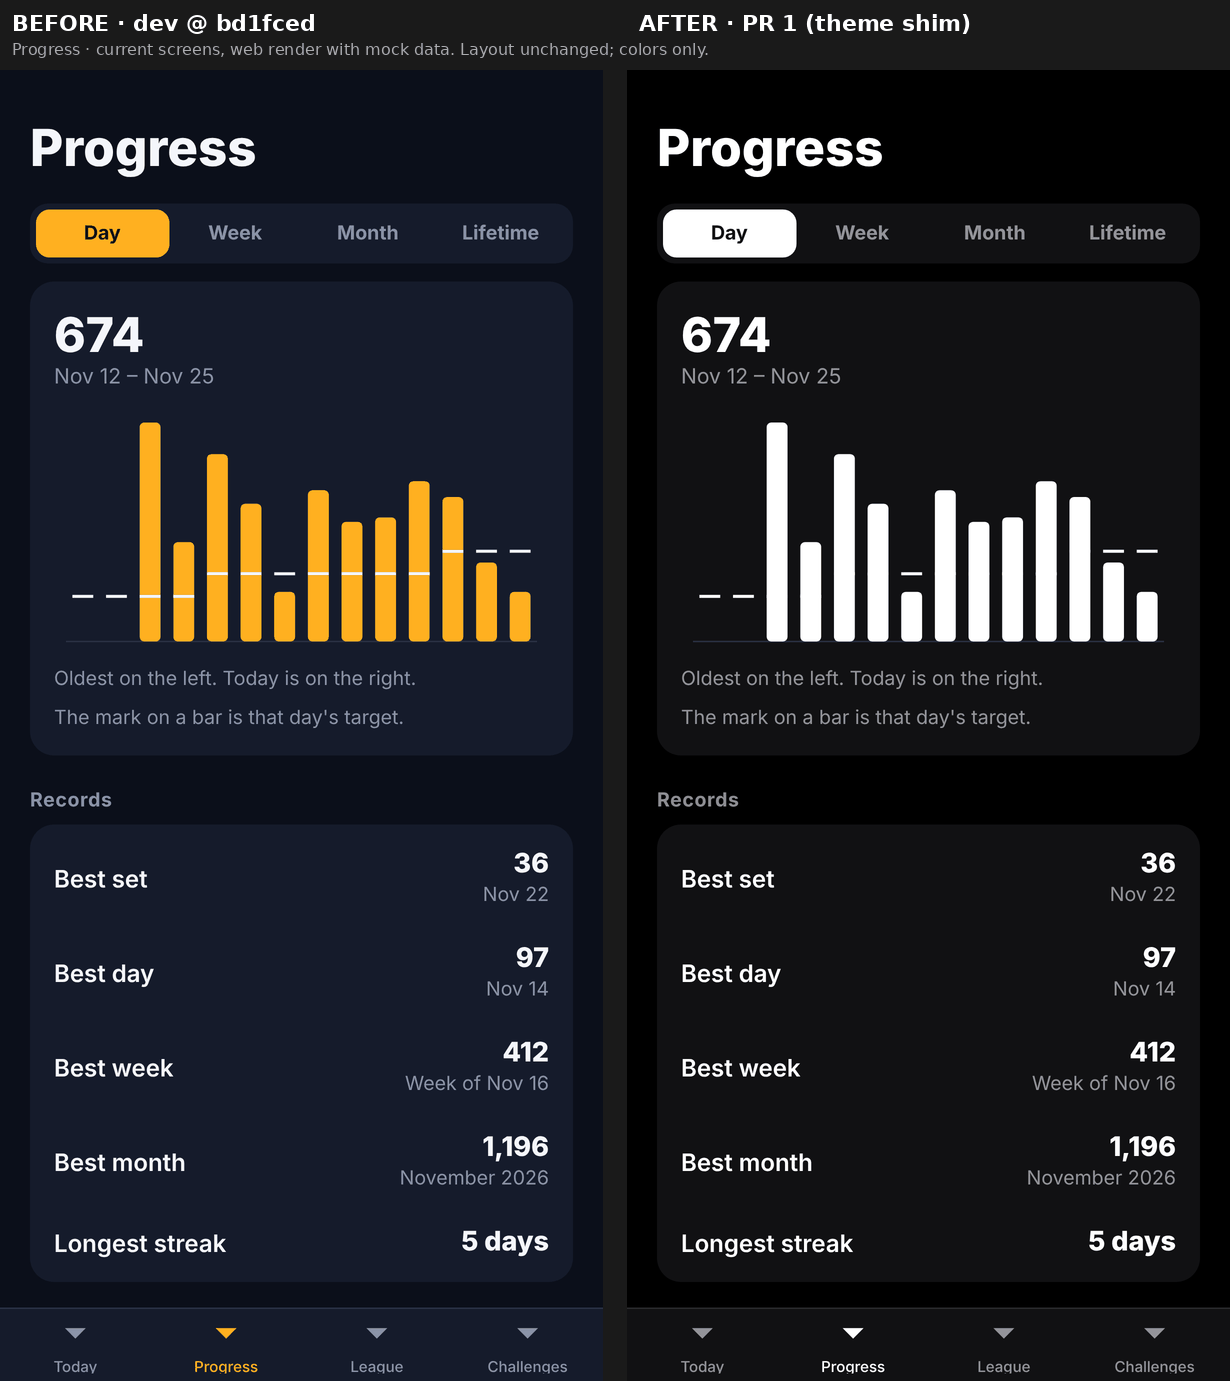 BEFORE · dev @ bd1fced
AFTER · PR 1 (theme shim)
Progress · current screens, web render with mock data. Layout unchanged; colors only.
Progress
Day Week Month Lifetime
674
Nov 12 – Nov 25
Oldest on the left. Today is on the right.
The mark on a bar is that day's target.
Records
Best set
36
Nov 22
Best day
97
Nov 14
Best week
412
Week of Nov 16
Best month
1,196
November 2026
Longest streak
5 days
Today Progress League Challenges
Progress
Day Week Month Lifetime
674
Nov 12 – Nov 25
Oldest on the left. Today is on the right.
The mark on a bar is that day's target.
Records
Best set
36
Nov 22
Best day
97
Nov 14
Best week
412
Week of Nov 16
Best month
1,196
November 2026
Longest streak
5 days
Today Progress League Challenges